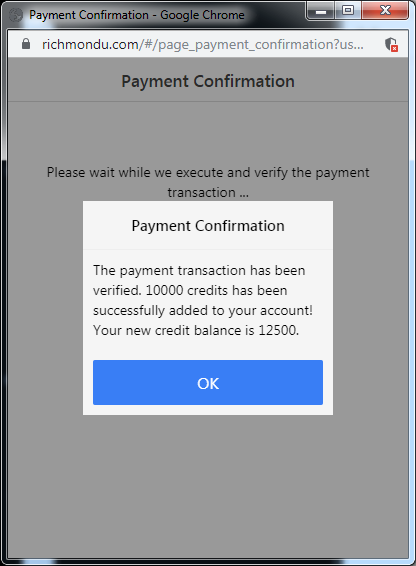 Payment Confirmation - Google Chrome
richmondu.com/#/page_payment_confirmation?us...
Payment Confirmation
Please wait while we execute and verify the payment
transaction ...
Payment Confirmation
The payment transaction has been
verified. 10000 credits has been
successfully added to your account!
Your new credit balance is 12500.
OK